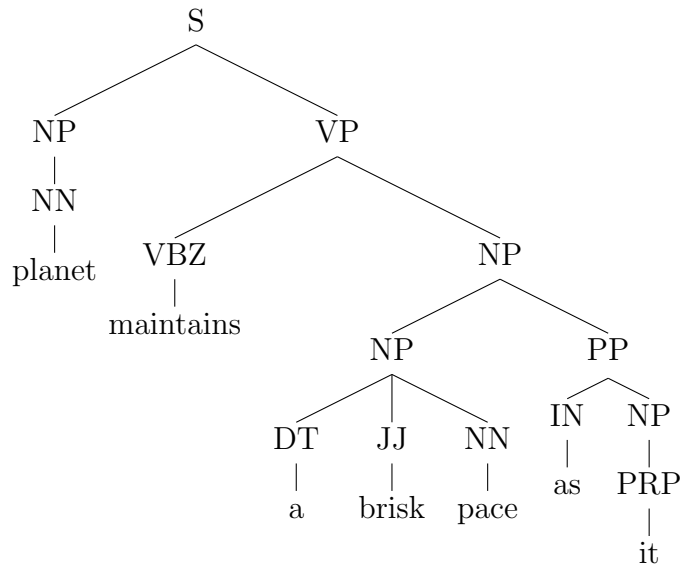 S
NP VP
NN
planet VBZ NP
maintains
NP PP
DT JJ NN IN NP
a brisk pace as PRP
it